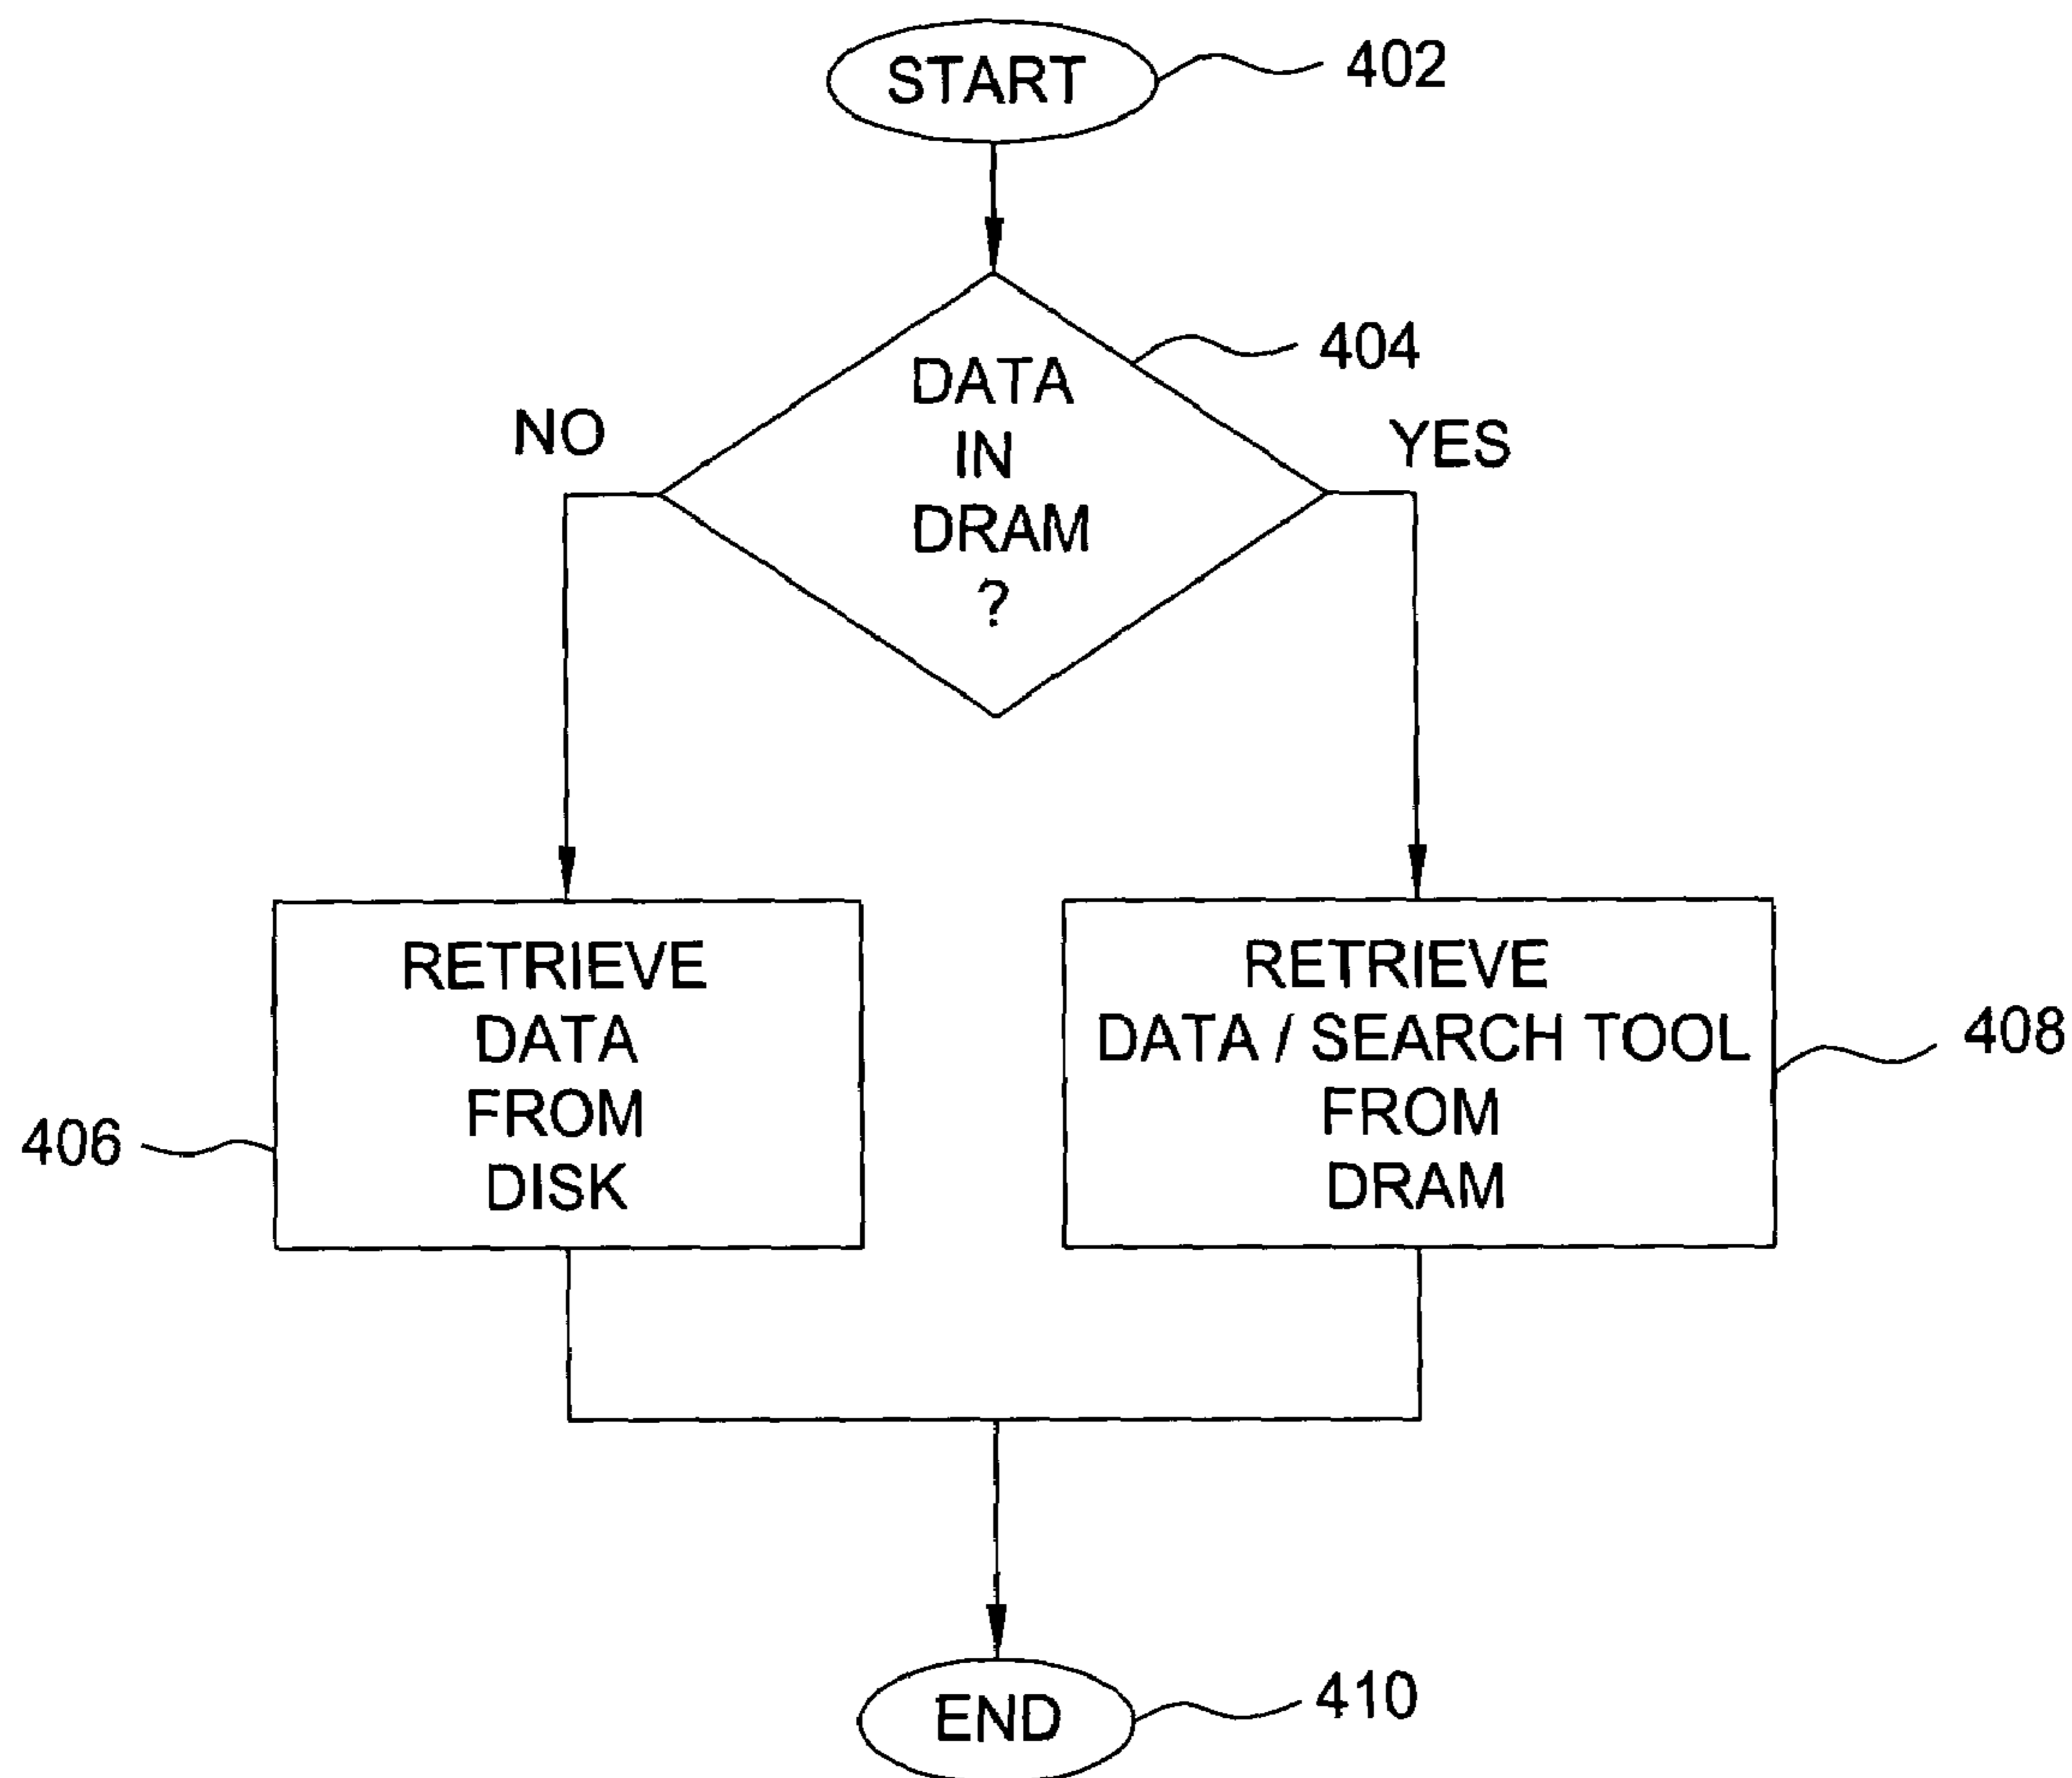 START
402
404
DATA
IN
DRAM
?
NO
YES
RETRIEVE
DATA
FROM
DISK
406
RETRIEVE
DATA / SEARCH TOOL
FROM
DRAM
408
END
410